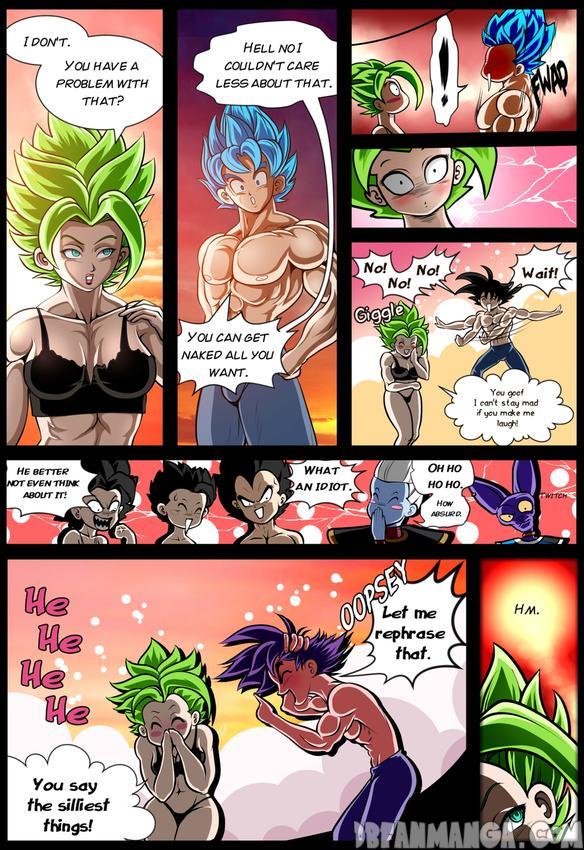 I DON'T.
YOU HAVE A
PROBLEM WITH
THAT?
HELL NO I
COULDN'T CARE
LESS ABOUT THAT.
YOU CAN GET
NAKED ALL YOU
WANT.
!
FWAP
No!
No!
No!
Wait!
Giggle
You goof
I can't stay mad
if you make me
laugh!
HE BETTER
NOT EVEN THINK
ABOUT IT!
WHAT
AN IDIOT.
OH HO
HO HO.
HOW
ABSURD.
TWITCH
He
He
He
He
OOPSEY
Let me
rephrase
that.
You say
the silliest
things!
HM.
DBFANMANGA.COM